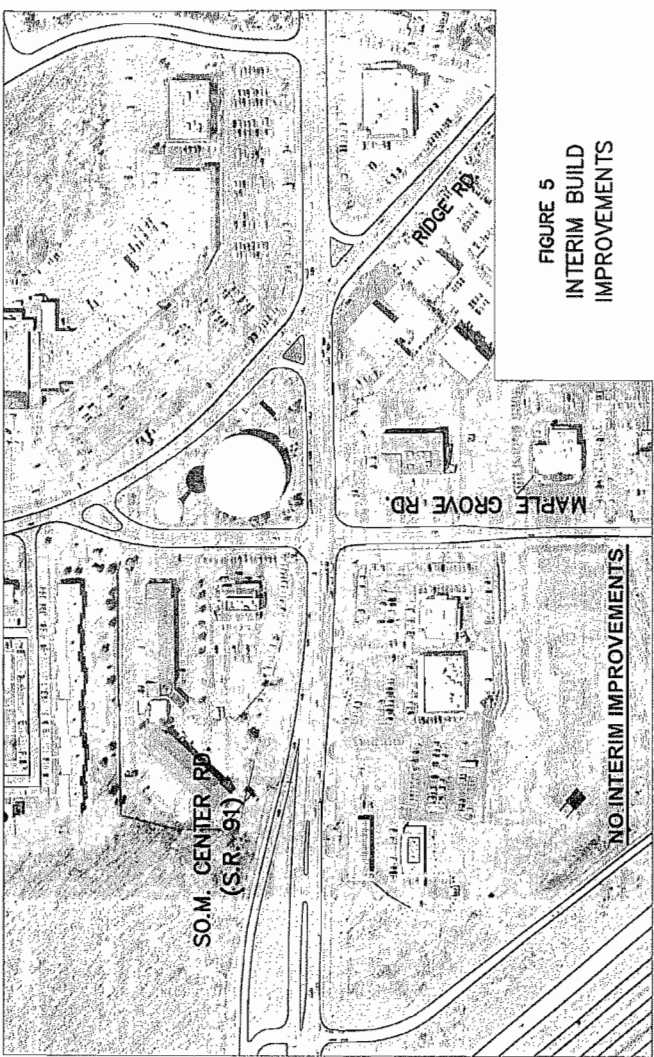 RIDGE RD.
MAPLE GROVE RD.
SO.M. CENTER RD.
(S.R. 91)
NO INTERIM IMPROVEMENTS
FIGURE 5
INTERIM BUILD
IMPROVEMENTS